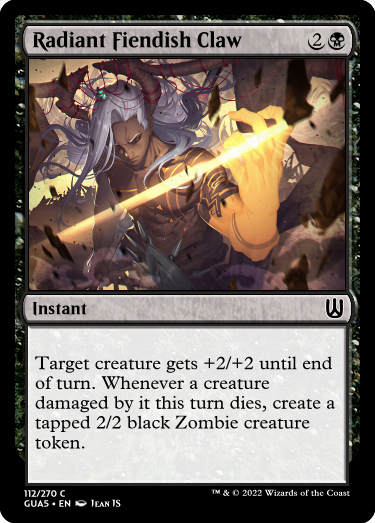 Radiant Fiendish Claw 2
Instant
Target creature gets +2/+2 until end
of turn. Whenever a creature
damaged by it this turn dies, create a
tapped 2/2 black Zombie creature
token.
112/270 C
GUA5 • EN Jean JS
™ & © 2022 Wizards of the Coast